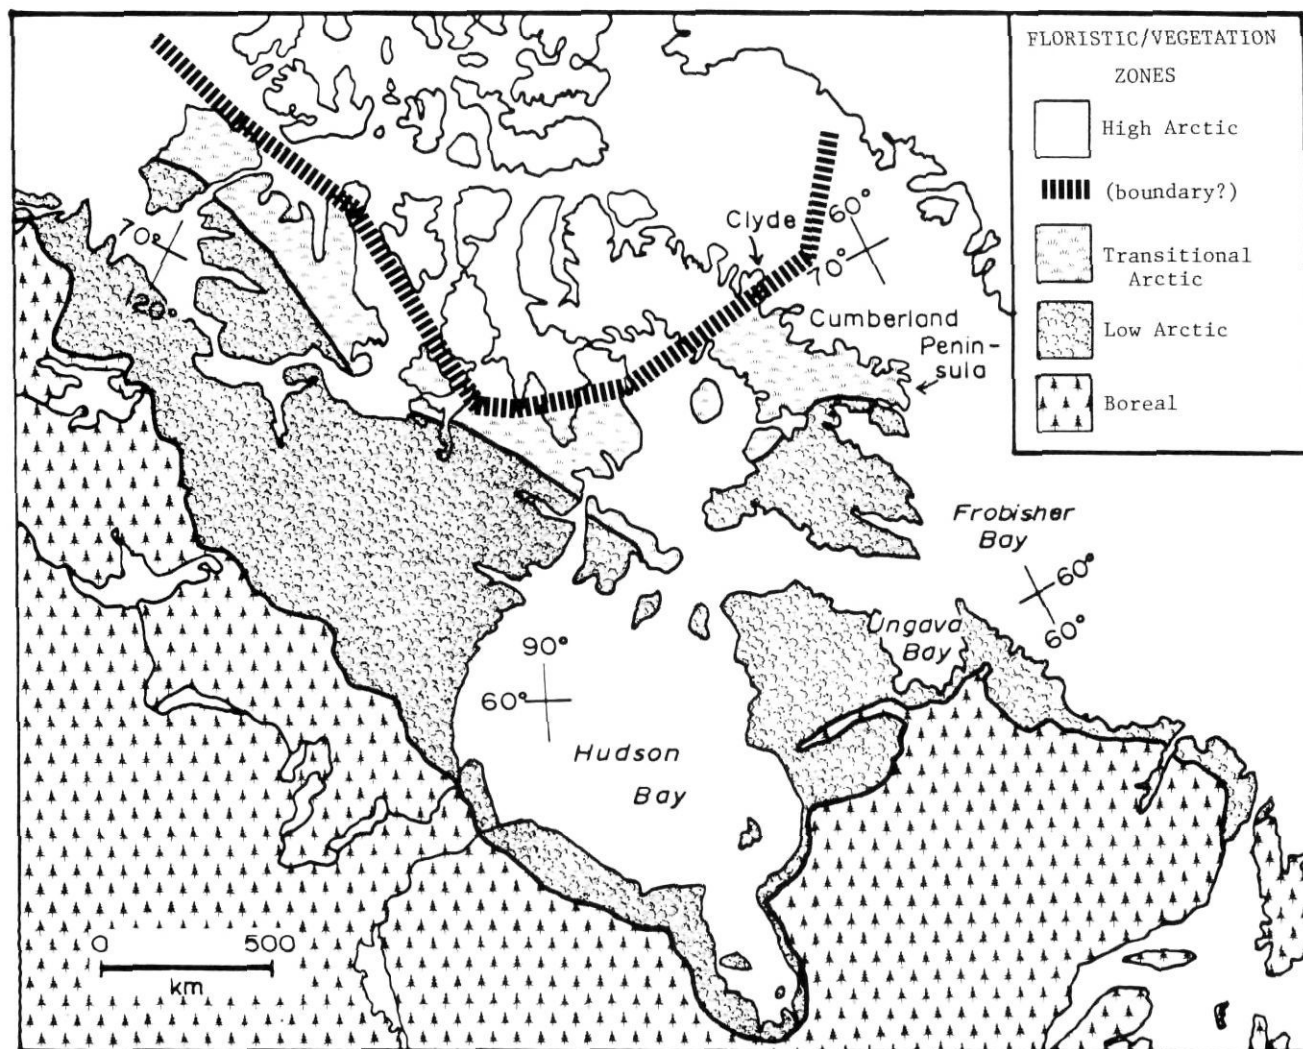 FLORISTIC/VEGETATION
ZONES
High Arctic
(boundary?)
Transitional
Arctic
Low Arctic
Boreal
Clyde
60°
70°
70°
120°
Cumberland
Penin-
sula
Frobisher
Bay
60°
60°
Ungava
Bay
90°
60°
Hudson
Bay
0 500
km